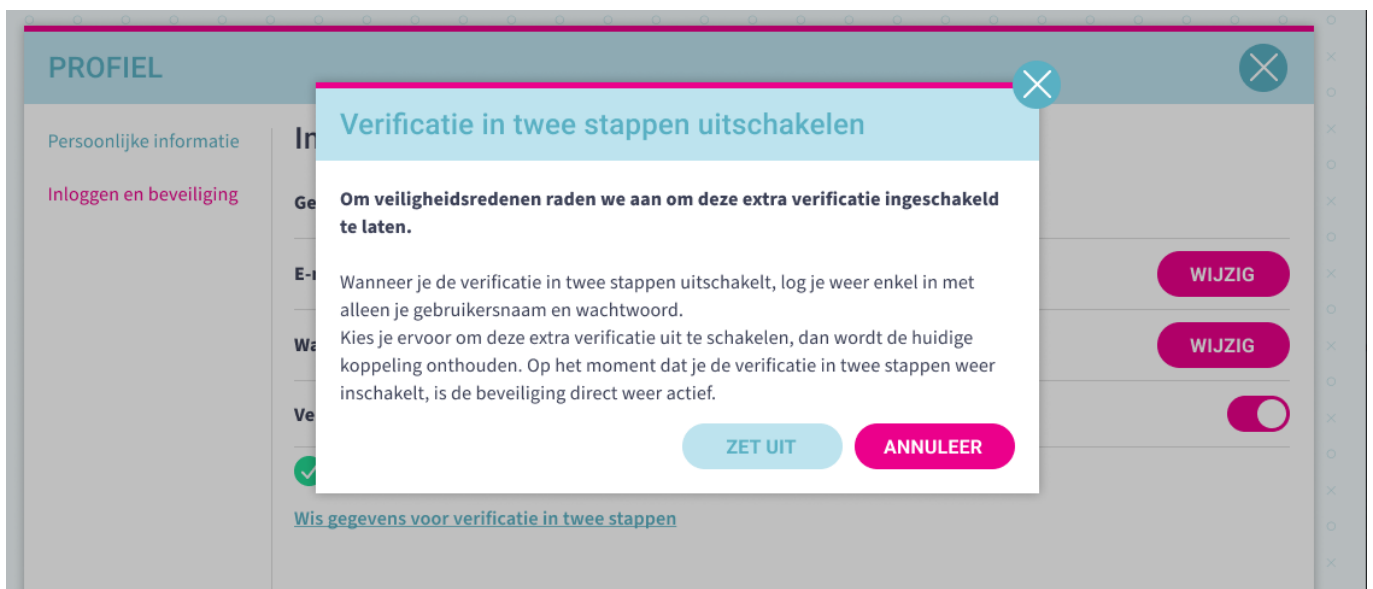 PROFIEL
Persoonlijke informatie
Inloggen en beveiliging
Verificatie in twee stappen uitschakelen
Om veiligheidsredenen raden we aan om deze extra verificatie ingeschakeld
te laten.
Wanneer je de verificatie in twee stappen uitschakelt, log je weer enkel in met
alleen je gebruikersnaam en wachtwoord.
Kies je ervoor om deze extra verificatie uit te schakelen, dan wordt de huidige
koppeling onthouden. Op het moment dat je de verificatie in twee stappen weer
inschakelt, is de beveiliging direct weer actief.
ZET UIT
ANNULEER
WIJZIG
WIJZIG
Wis gegevens voor verificatie in twee stappen